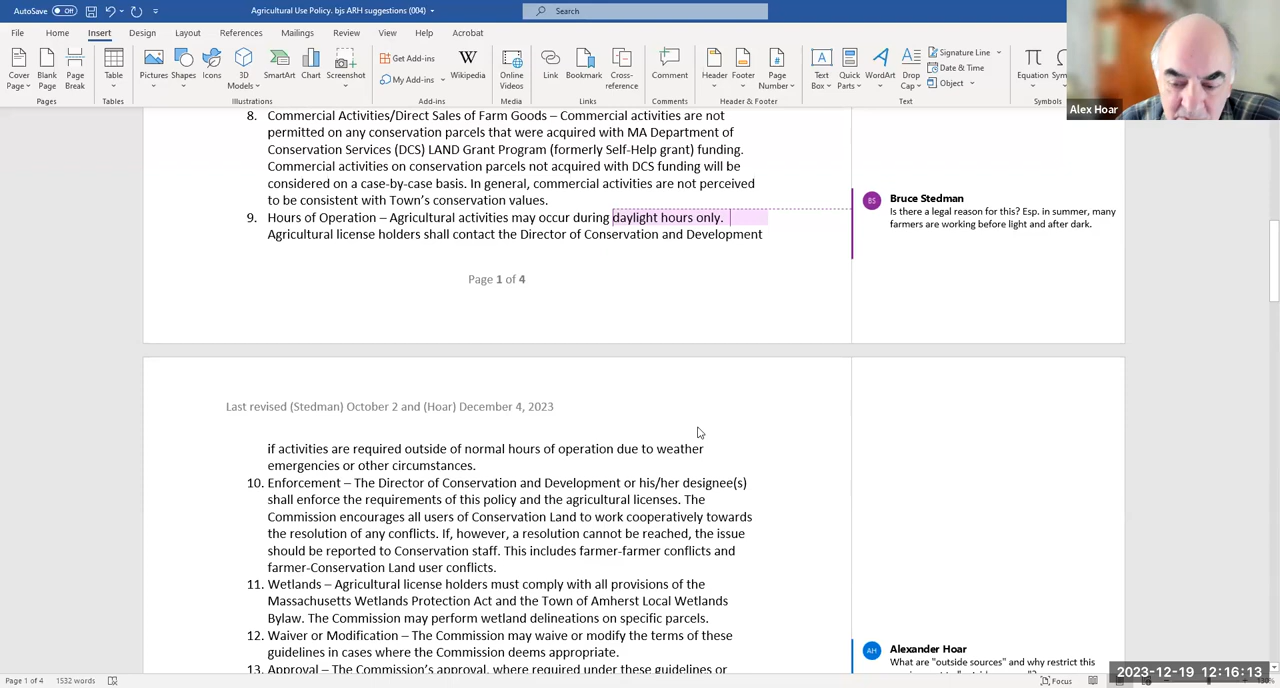 AutoSave Off Agricultural Use Policy. bjs ARH suggestions (004) Search
File Home Insert Design Layout References Mailings Review View Help Acrobat
Cover Page Blank Page Page Break Table Pictures Shapes Icons 3D Models SmartArt Chart Screenshot Get Add-ins My Add-ins Wikipedia Online Videos Link Bookmark Cross-reference Comment Header Footer Page Number Text Box Quick Parts WordArt Drop Cap Signature Line Date & Time Object Equation
Pages Tables Illustrations Add-ins Media Links Comments Header & Footer Text Symbols
Alex Hoar
8. Commercial Activities/Direct Sales of Farm Goods – Commercial activities are not
permitted on any conservation parcels that were acquired with MA Department of
Conservation Services (DCS) LAND Grant Program (formerly Self-Help grant) funding.
Commercial activities on conservation parcels not acquired with DCS funding will be
considered on a case-by-case basis. In general, commercial activities are not perceived
to be consistent with Town's conservation values.
9. Hours of Operation – Agricultural activities may occur during daylight hours only.
Agricultural license holders shall contact the Director of Conservation and Development
BS Bruce Stedman
Is there a legal reason for this? Esp. in summer, many
farmers are working before light and after dark.
Page 1 of 4
Last revised (Stedman) October 2 and (Hoar) December 4, 2023
if activities are required outside of normal hours of operation due to weather
emergencies or other circumstances.
10. Enforcement – The Director of Conservation and Development or his/her designee(s)
shall enforce the requirements of this policy and the agricultural licenses. The
Commission encourages all users of Conservation Land to work cooperatively towards
the resolution of any conflicts. If, however, a resolution cannot be reached, the issue
should be reported to Conservation staff. This includes farmer-farmer conflicts and
farmer-Conservation Land user conflicts.
11. Wetlands – Agricultural license holders must comply with all provisions of the
Massachusetts Wetlands Protection Act and the Town of Amherst Local Wetlands
Bylaw. The Commission may perform wetland delineations on specific parcels.
12. Waiver or Modification – The Commission may waive or modify the terms of these
guidelines in cases where the Commission deems appropriate.
13. Approval – The Commission's approval, where required under these guidelines or
AH Alexander Hoar
What are "outside sources" and why restrict this
2023-12-19 12:16:13
Page 1 of 4 1532 words Focus